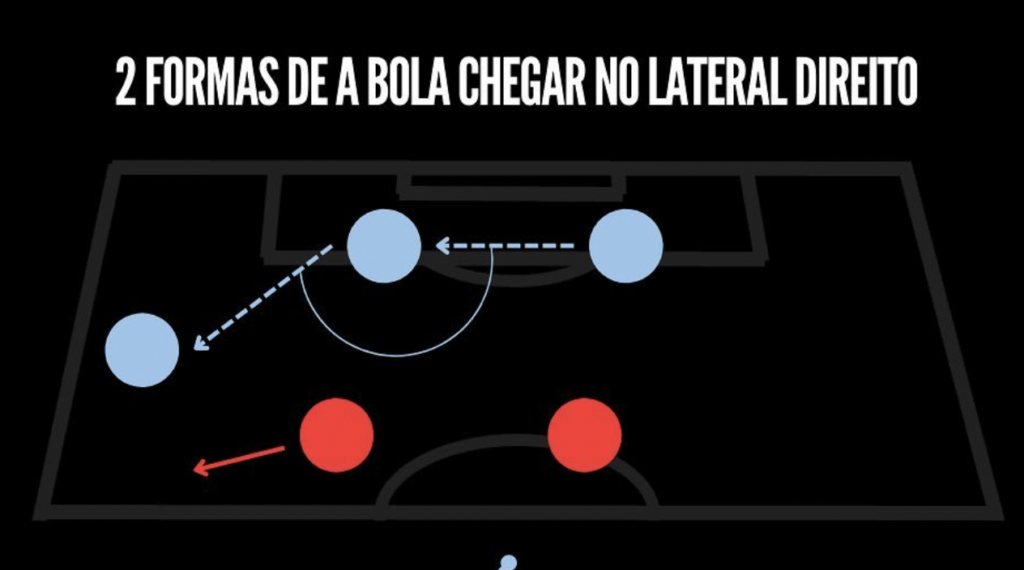 2 FORMAS DE A BOLA CHEGAR NO LATERAL DIREITO